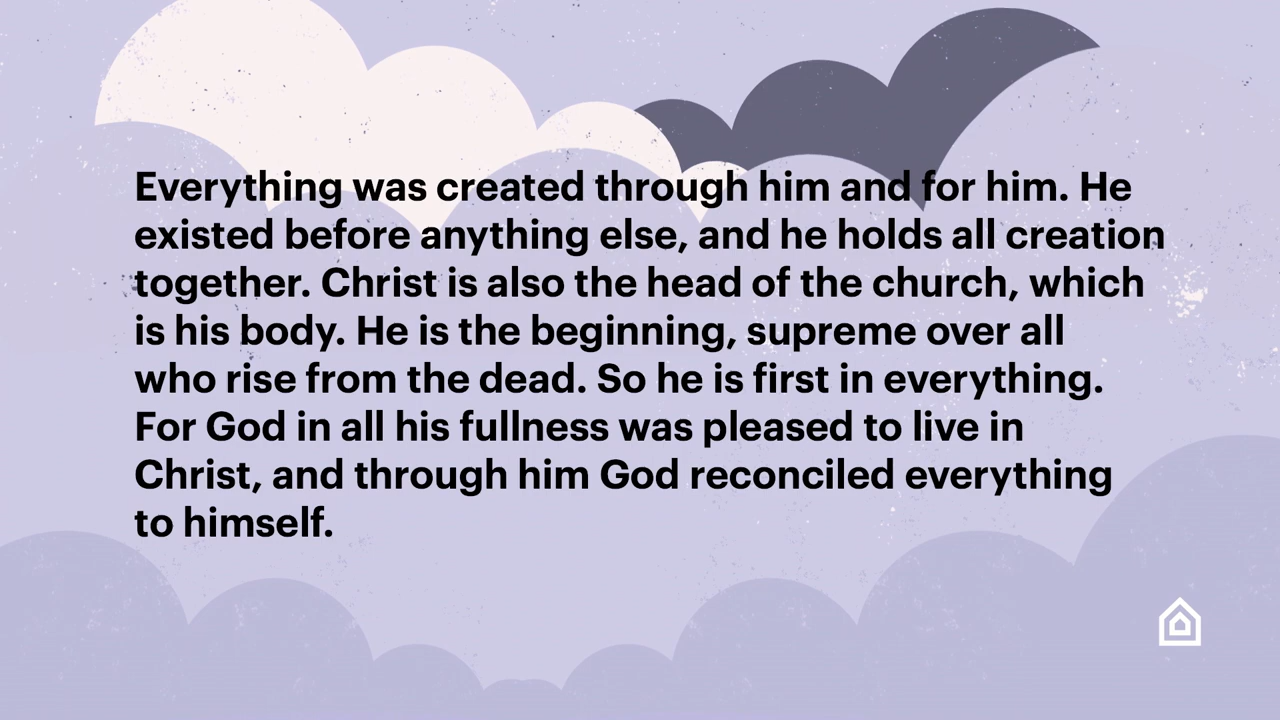 Everything was created through him and for him. He
existed before anything else, and he holds all creation
together. Christ is also the head of the church, which
is his body. He is the beginning, supreme over all
who rise from the dead. So he is first in everything.
For God in all his fullness was pleased to live in
Christ, and through him God reconciled everything
to himself.